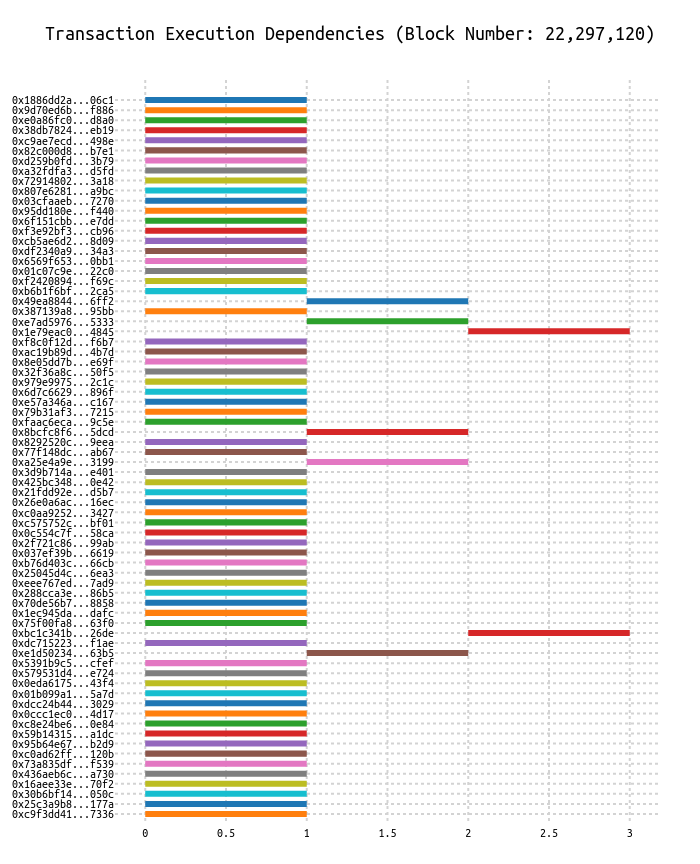 Transaction Execution Dependencies (Block Number: 22,297,120)
0x1886dd2a...06c1
0x9d70ed6b...f886
0xe0a86fc0...d8a0
0x38db7824...eb19
0xc9ae7ecd...498e
0x82c000d8...b7e1
0xd259b0fd...3b79
0xa32fdfa3...d5fd
0x72914802...3a18
0x807e6281...a9bc
0x03cfaaeb...7270
0x95dd180e...f440
0x6f151cbb...e7dd
0xf3e92bf3...cb96
0xcb5ae6d2...8d09
0xdf2340a9...34a3
0x6569f653...0bb1
0x01c07c9e...22c0
0xf2420894...f69c
0xb6b1f6bf...2ca5
0x49ea8844...6ff2
0x387139a8...95bb
0xe7ad5976...5333
0x1e79eac0...4845
0xf8c0f12d...f6b7
0xac19b89d...4b7d
0x8e05dd7b...e69f
0x32f36a8c...50f5
0x979e9975...2c1c
0x6d7c6629...896f
0xe57a346a...c167
0x79b31af3...7215
0xfaac6eca...9c5e
0x8bcfc8f6...5dcd
0x8292520c...9eea
0x77f148dc...ab67
0xa25e4a9e...3199
0x3d9b714a...e401
0x425bc348...0e42
0x21fdd92e...d5b7
0x26e0a6ac...16ec
0xc0aa9252...3427
0xc575752c...bf01
0x0c554c7f...58ca
0x2f721c86...99ab
0x037ef39b...6619
0xb76d403c...66cb
0x25045d4c...6ea3
0xeee767ed...7ad9
0x288cca3e...86b5
0x70de56b7...8858
0x1ec945da...dafc
0x75f00fa8...63f0
0xbc1c341b...26de
0xdc715223...f1ae
0xe1d50234...63b5
0x5391b9c5...cfef
0x579531d4...e724
0x0eda6175...43f4
0x01b099a1...5a7d
0xdcc24b44...3029
0x0ccc1ec0...4d17
0xc8e24be6...0e84
0x59b14315...a1dc
0x95b64e67...b2d9
0xc0ad62ff...120b
0x73a835df...f539
0x436aeb6c...a730
0x16aee33e...70f2
0x30b6bf14...050c
0x25c3a9b8...177a
0xc9f3dd41...7336
0 0.5 1 1.5 2 2.5 3